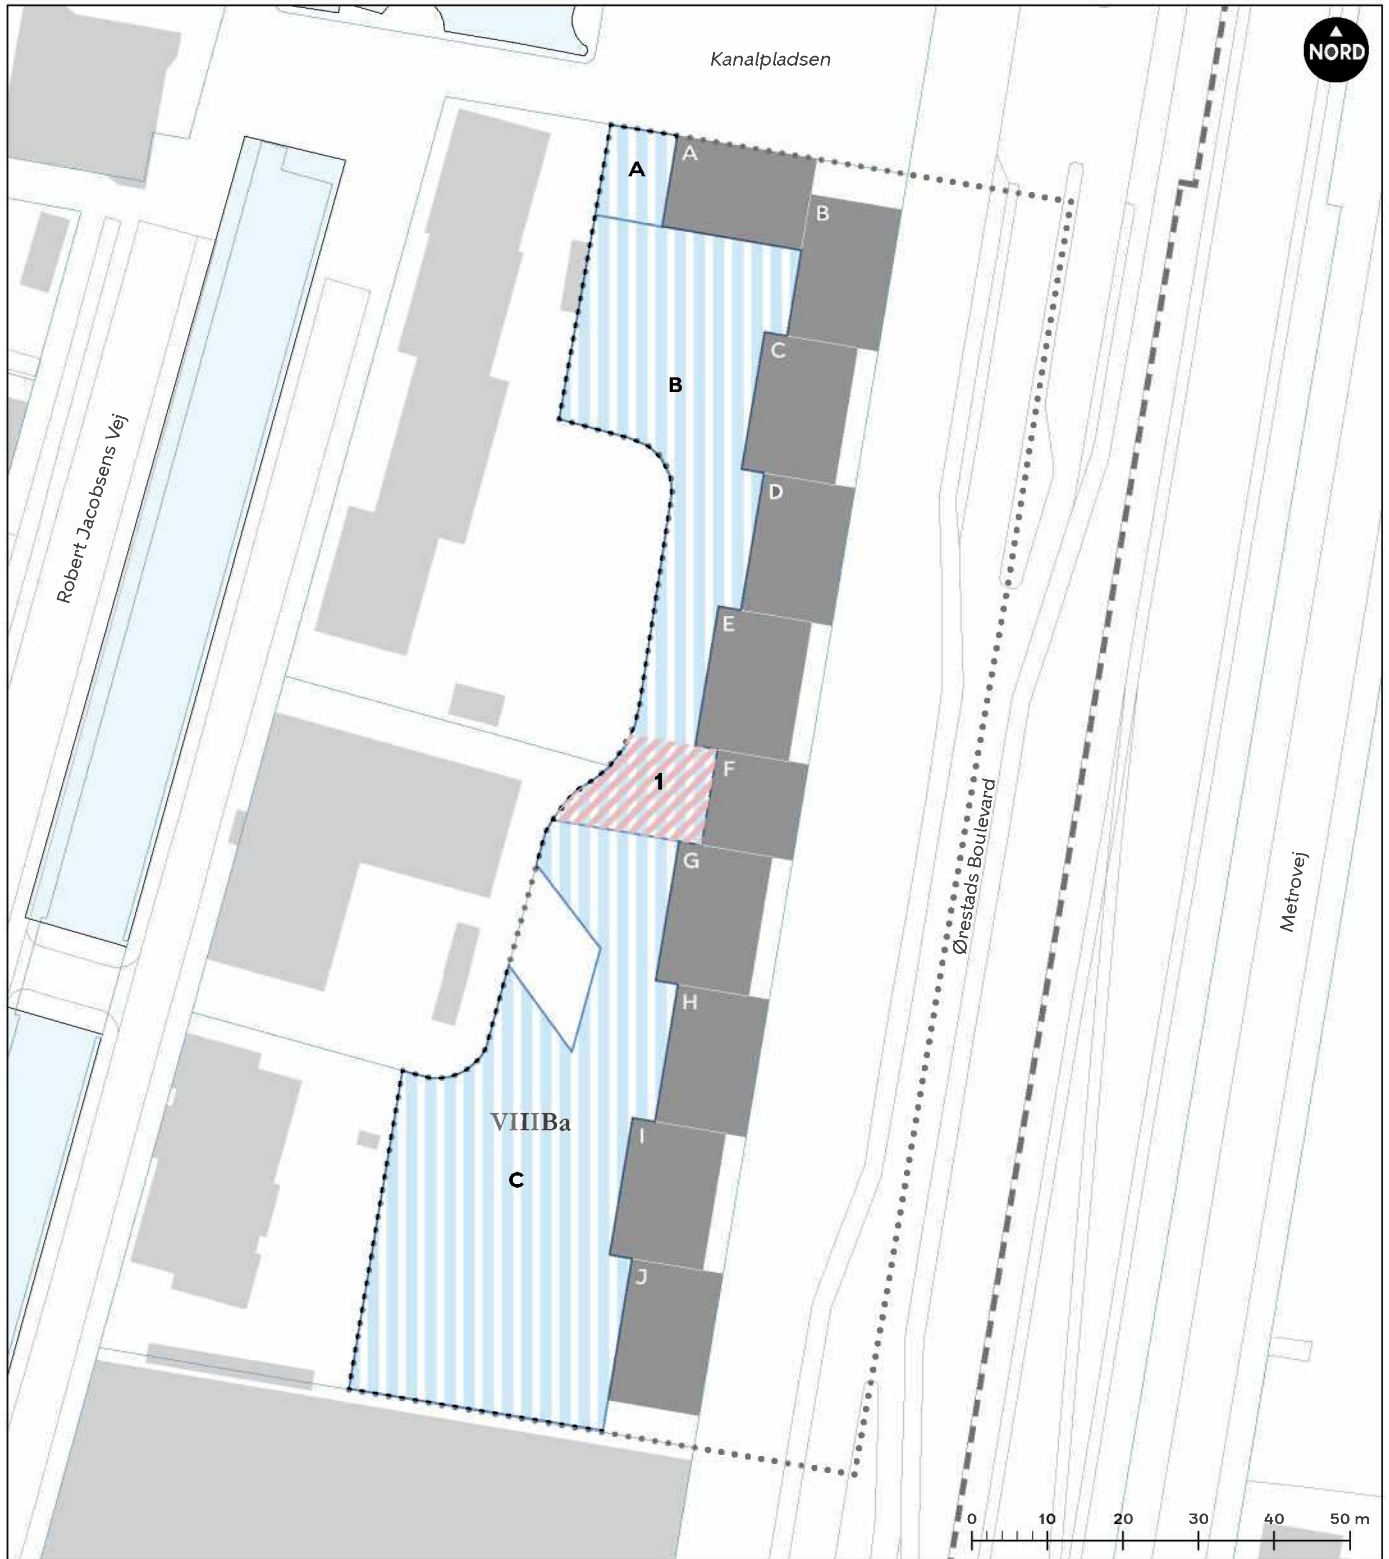 Kanalpladsen
NORD
A
A
B
B
C
D
E
Robert Jacobsens Vej
1
F
G
H
VIIIBa
I
C
J
Ørestads Boulevard
Metrovej
0 10 20 30 40 50 m